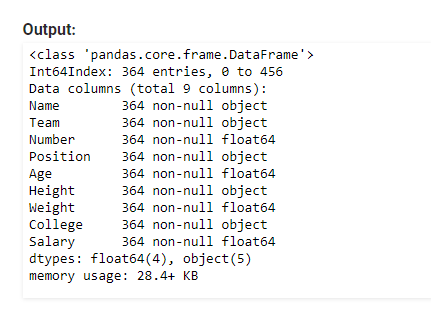 Output:
<class 'pandas.core.frame.DataFrame'>
Int64Index: 364 entries, 0 to 456
Data columns (total 9 columns):
Name        364 non-null object
Team        364 non-null object
Number      364 non-null float64
Position    364 non-null object
Age         364 non-null float64
Height      364 non-null object
Weight      364 non-null float64
College     364 non-null object
Salary      364 non-null float64
dtypes: float64(4), object(5)
memory usage: 28.4+ KB